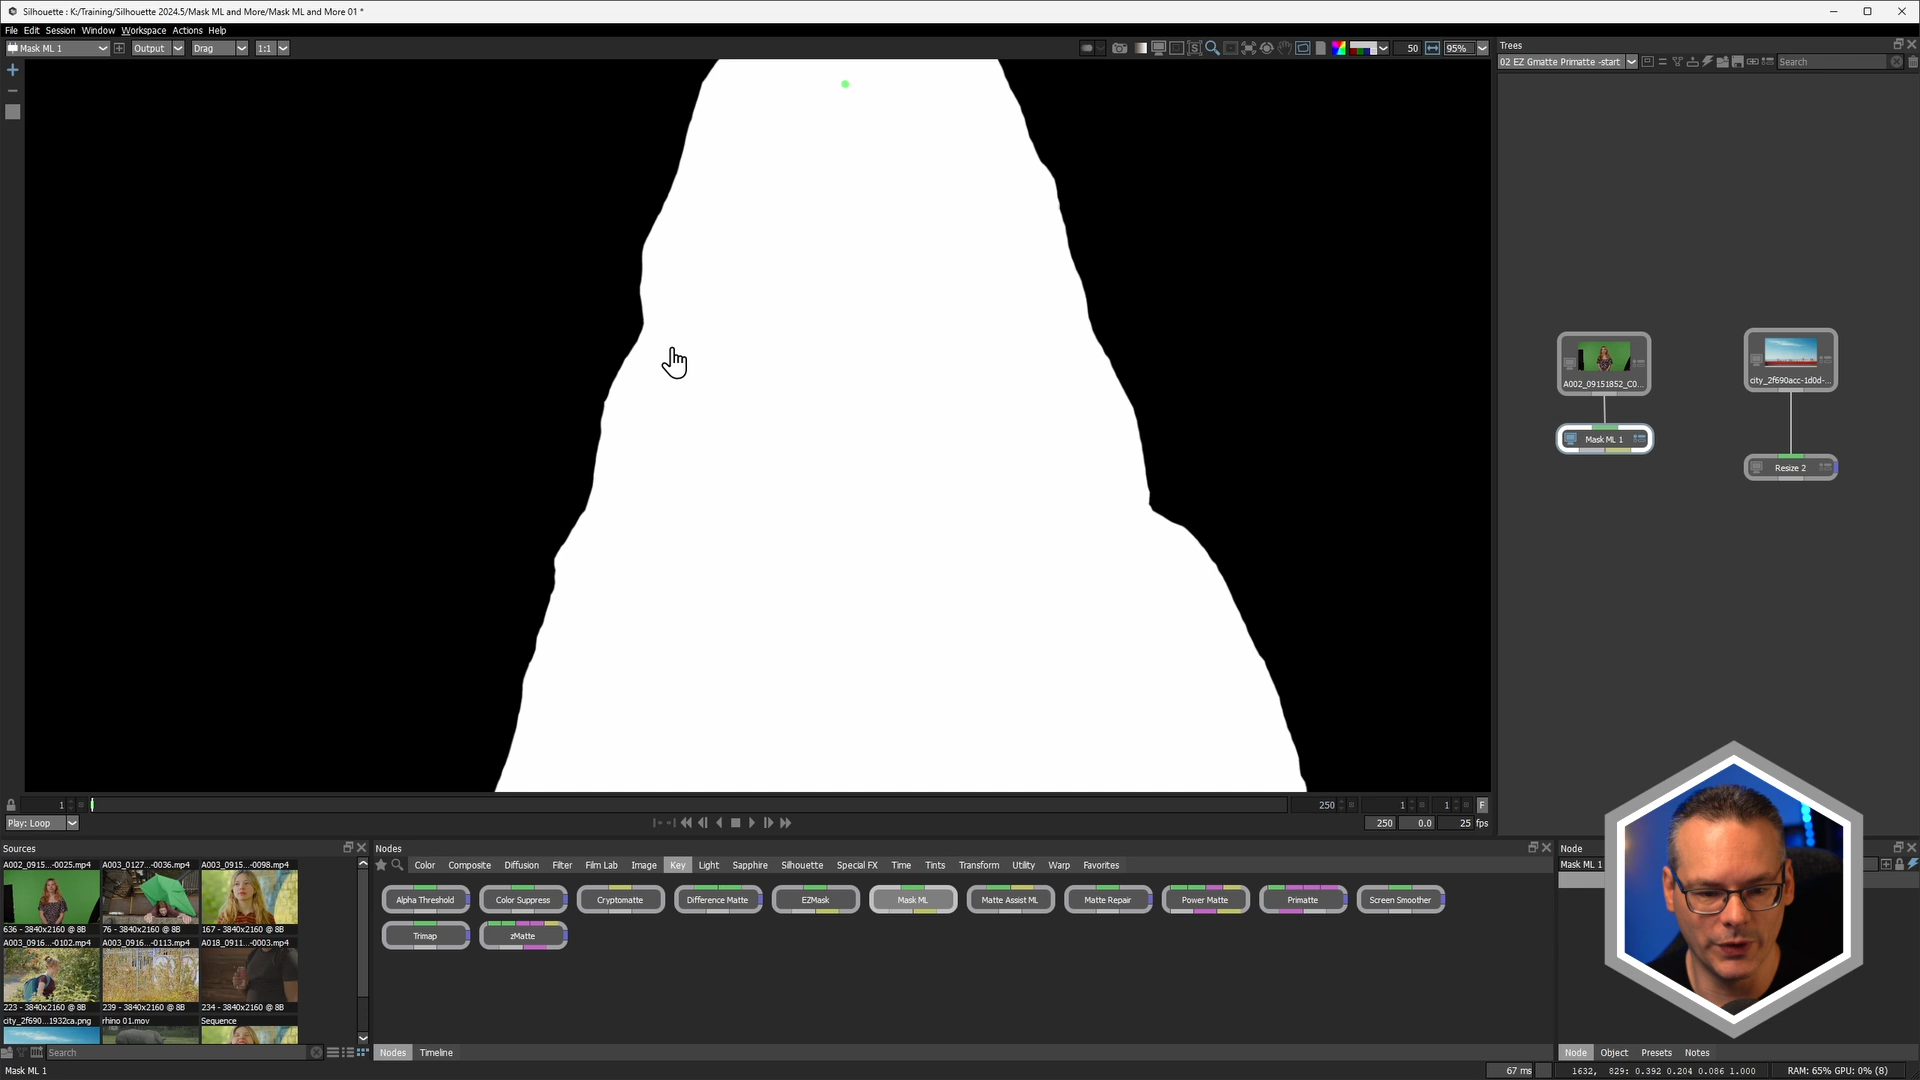 Silhouette : K:/Training/Silhouette 2024.5/Mask ML and More/Mask ML and More 01 *
File Edit Session Window Workspace Actions Help
Mask ML 1 Output Drag 1:1 50 95%
Trees
02 EZ Gmatte Primatte -start Search
A002_09151852_C0...
city_2f690acc-1d0d-...
Mask ML 1
Resize 2
1 250 1 1 F
Play: Loop 250 0.0 25 fps
Sources
A002_0915...-0025.mp4 A003_0127...-0036.mp4 A003_0915...-0098.mp4
636 - 3840x2160 @ 8B 76 - 3840x2160 @ 8B 167 - 3840x2160 @ 8B
A003_0916...-0102.mp4 A003_0916...-0113.mp4 A018_0911...-0003.mp4
223 - 3840x2160 @ 8B 239 - 3840x2160 @ 8B 234 - 3840x2160 @ 8B
city_2f690...1932ca.png rhino 01.mov Sequence
Search
Nodes
Color Composite Diffusion Filter Film Lab Image Key Light Sapphire Silhouette Special FX Time Tints Transform Utility Warp Favorites
Alpha Threshold Color Suppress Cryptomatte Difference Matte EZMask Mask ML Matte Assist ML Matte Repair Power Matte Primatte Screen Smoother
Trimap zMatte
Nodes Timeline
Node
Mask ML 1
Node Object Presets Notes
Mask ML 1
67 ms 1632, 829: 0.392 0.204 0.086 1.000 RAM: 65% GPU: 0% (8)